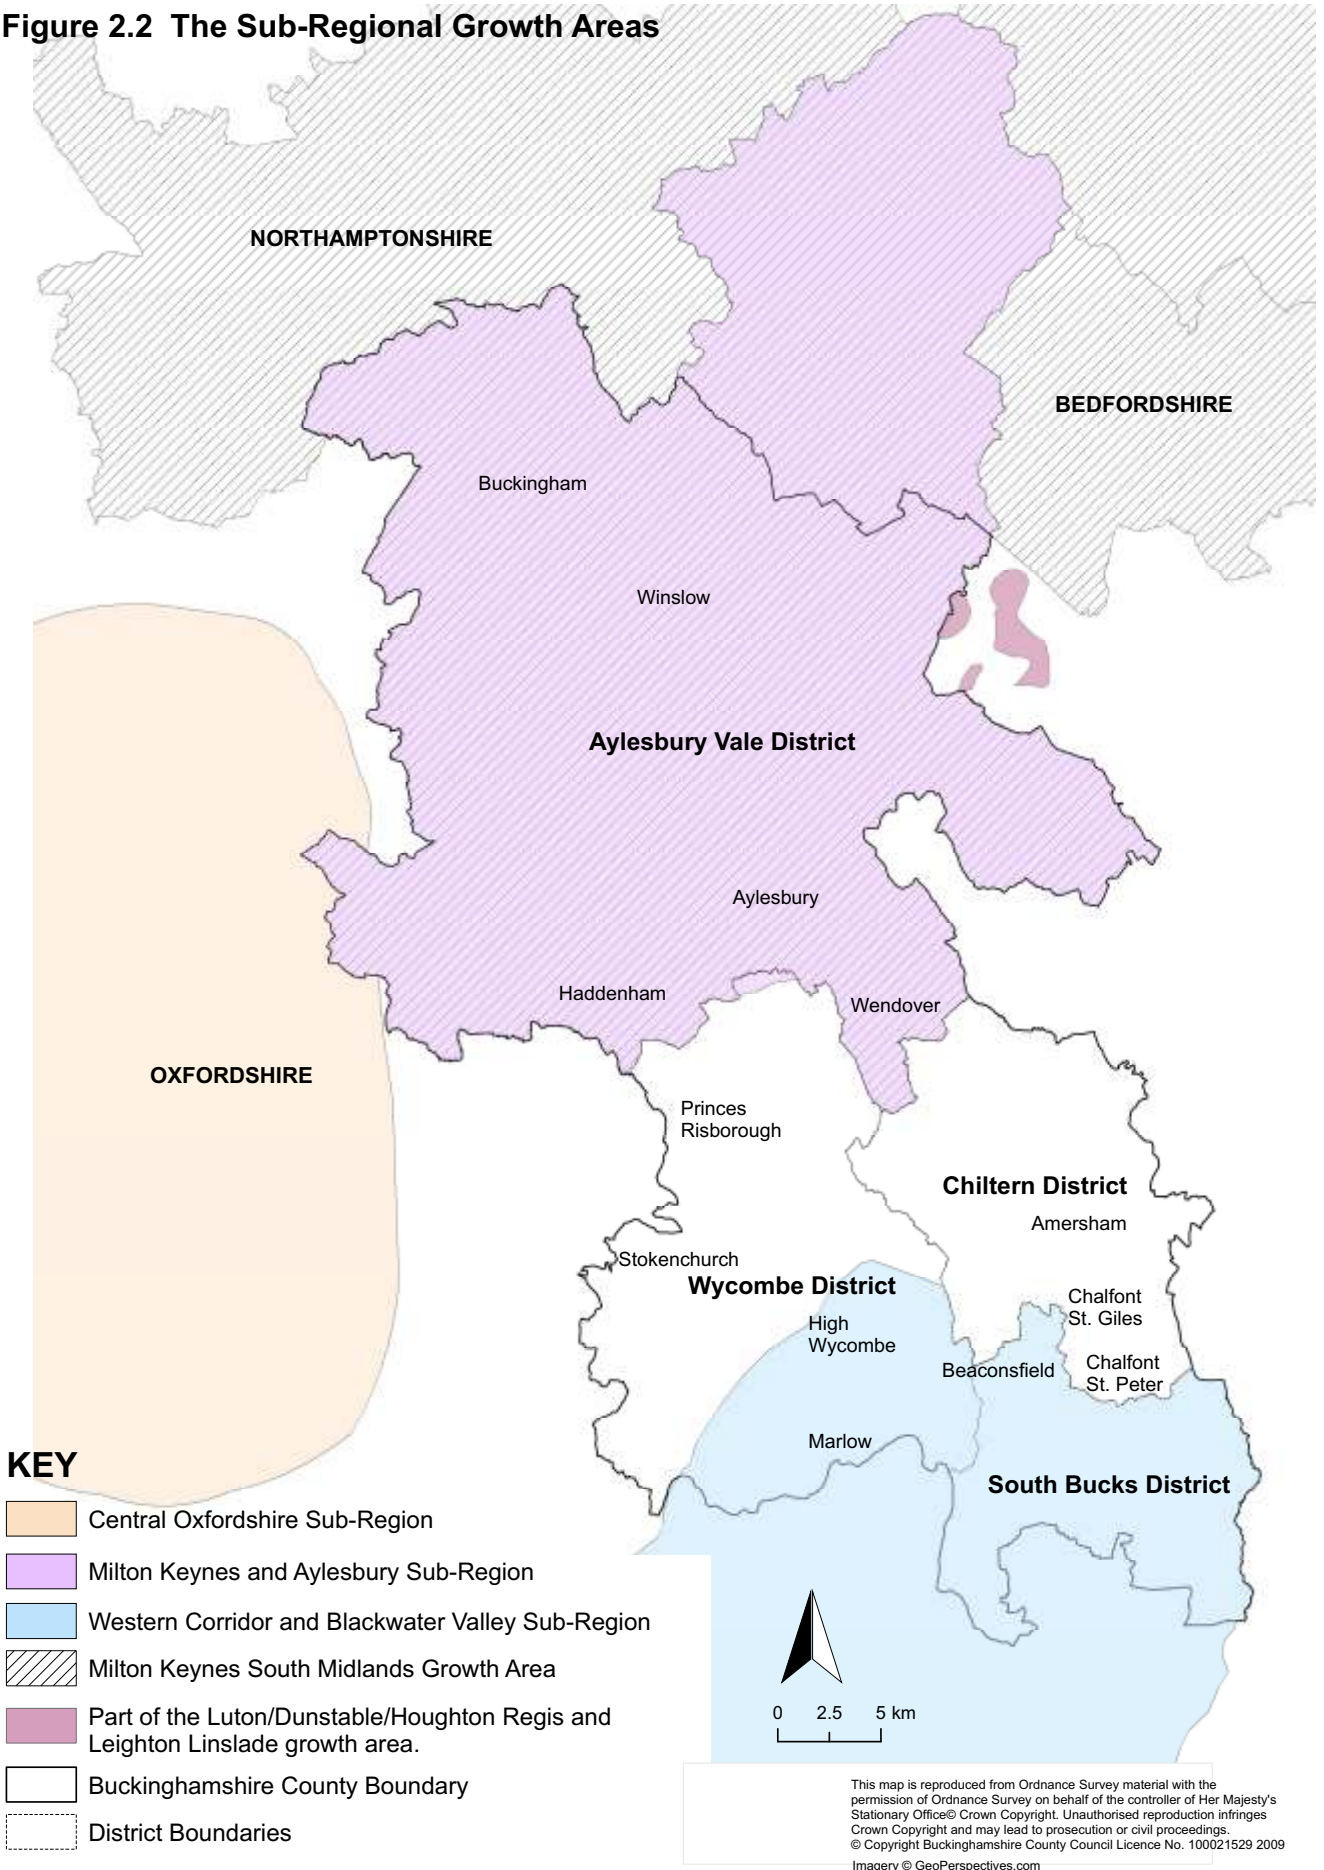 Figure 2.2 The Sub-Regional Growth Areas
NORTHAMPTONSHIRE
BEDFORDSHIRE
Buckingham
Winslow
Aylesbury Vale District
Aylesbury
Haddenham
Wendover
OXFORDSHIRE
Princes
Risborough
Chiltern District
Amersham
Stokenchurch
Wycombe District
Chalfont
St. Giles
High
Wycombe
Beaconsfield
Chalfont
St. Peter
Marlow
South Bucks District
KEY
Central Oxfordshire Sub-Region
Milton Keynes and Aylesbury Sub-Region
Western Corridor and Blackwater Valley Sub-Region
Milton Keynes South Midlands Growth Area
Part of the Luton/Dunstable/Houghton Regis and
Leighton Linslade growth area.
Buckinghamshire County Boundary
District Boundaries
0 2.5 5 km
This map is reproduced from Ordnance Survey material with the
permission of Ordnance Survey on behalf of the controller of Her Majesty's
Stationary Office© Crown Copyright. Unauthorised reproduction infringes
Crown Copyright and may lead to prosecution or civil proceedings.
© Copyright Buckinghamshire County Council Licence No. 100021529 2009
Imagery © GeoPerspectives.com